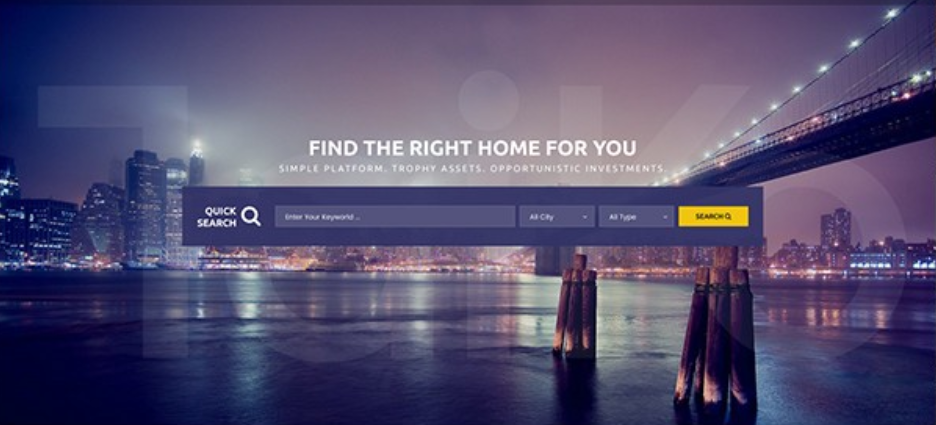 FIND THE RIGHT HOME FOR YOU
SIMPLE PLATFORM. TROPHY ASSETS. OPPORTUNISTIC INVESTMENTS.
QUICK
SEARCH
Enter Your Keyworld ...
All City
All Type
SEARCH